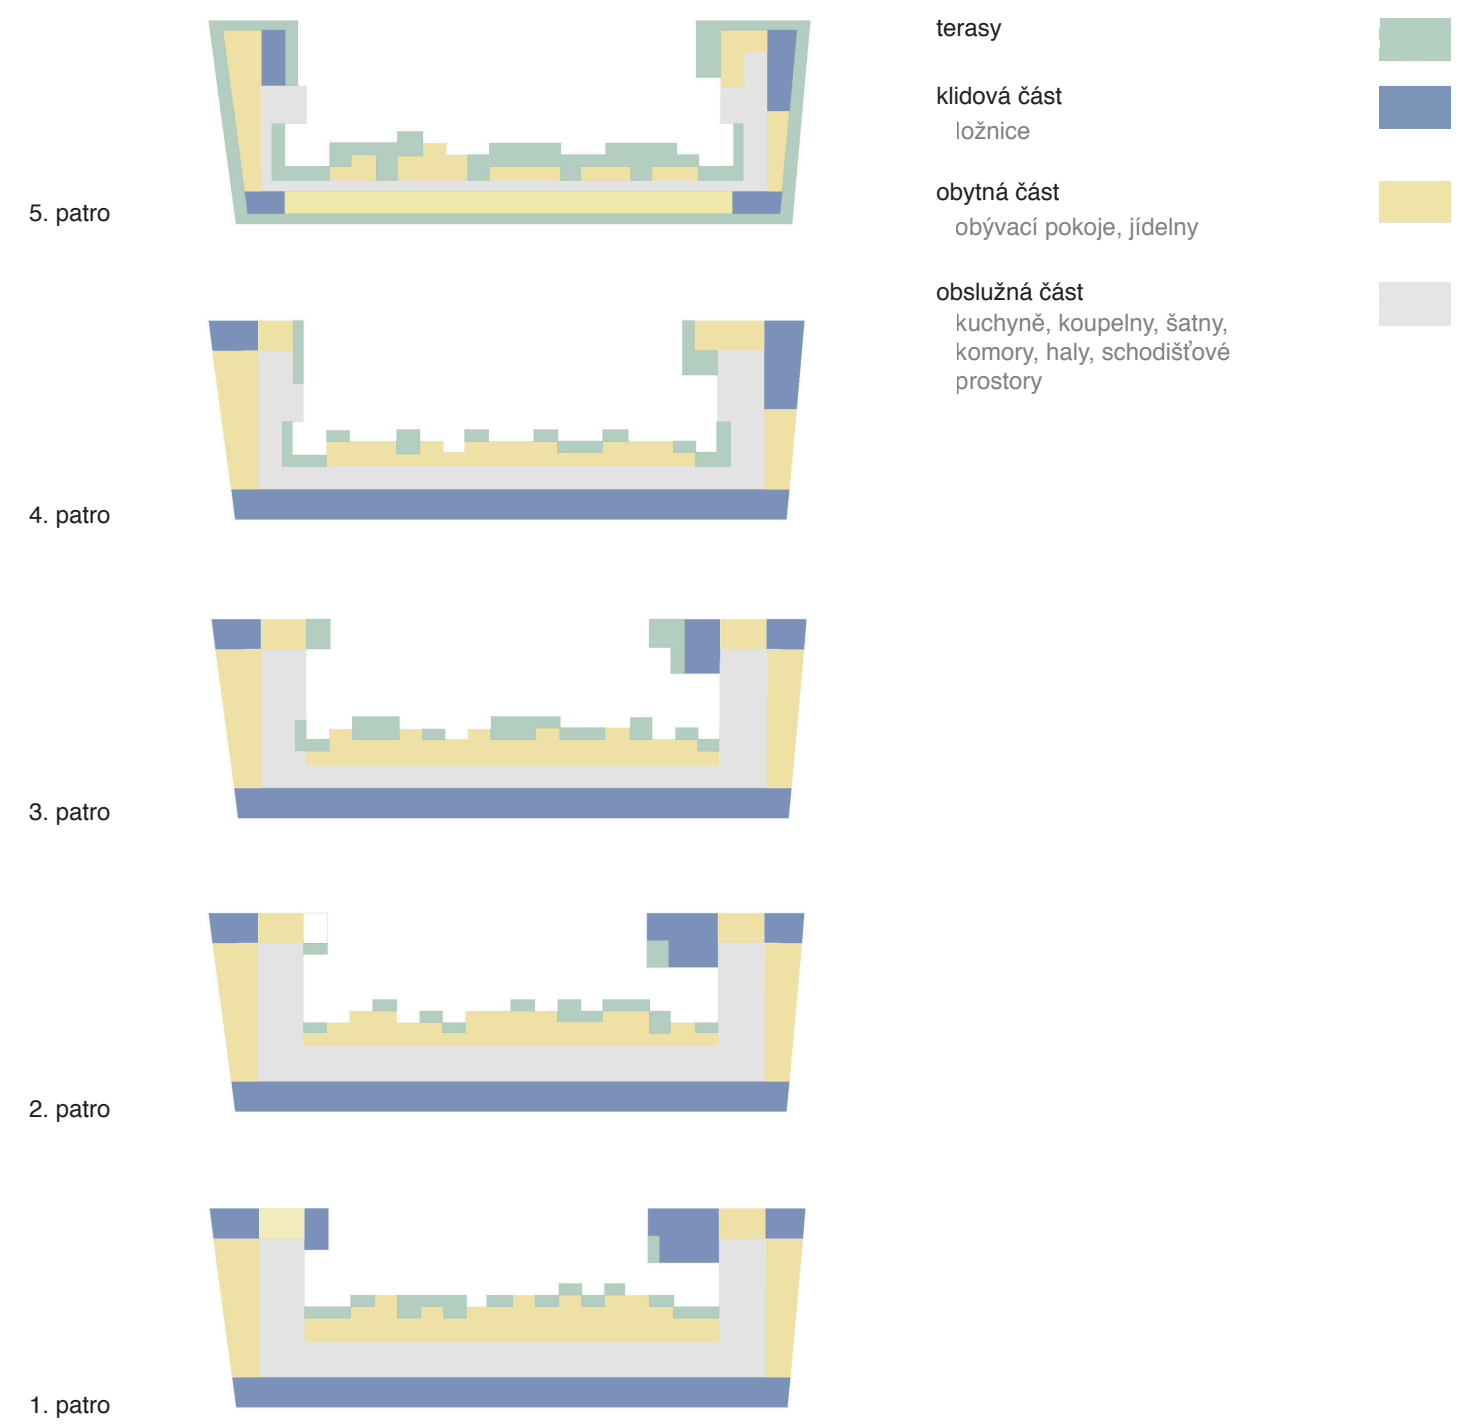 terasy
klidová část
ložnice
obytná část
obývací pokoje, jídelny
obslužná část
kuchyně, koupelny, šatny,
komory, haly, schodišťové
prostory
5. patro
4. patro
3. patro
2. patro
1. patro